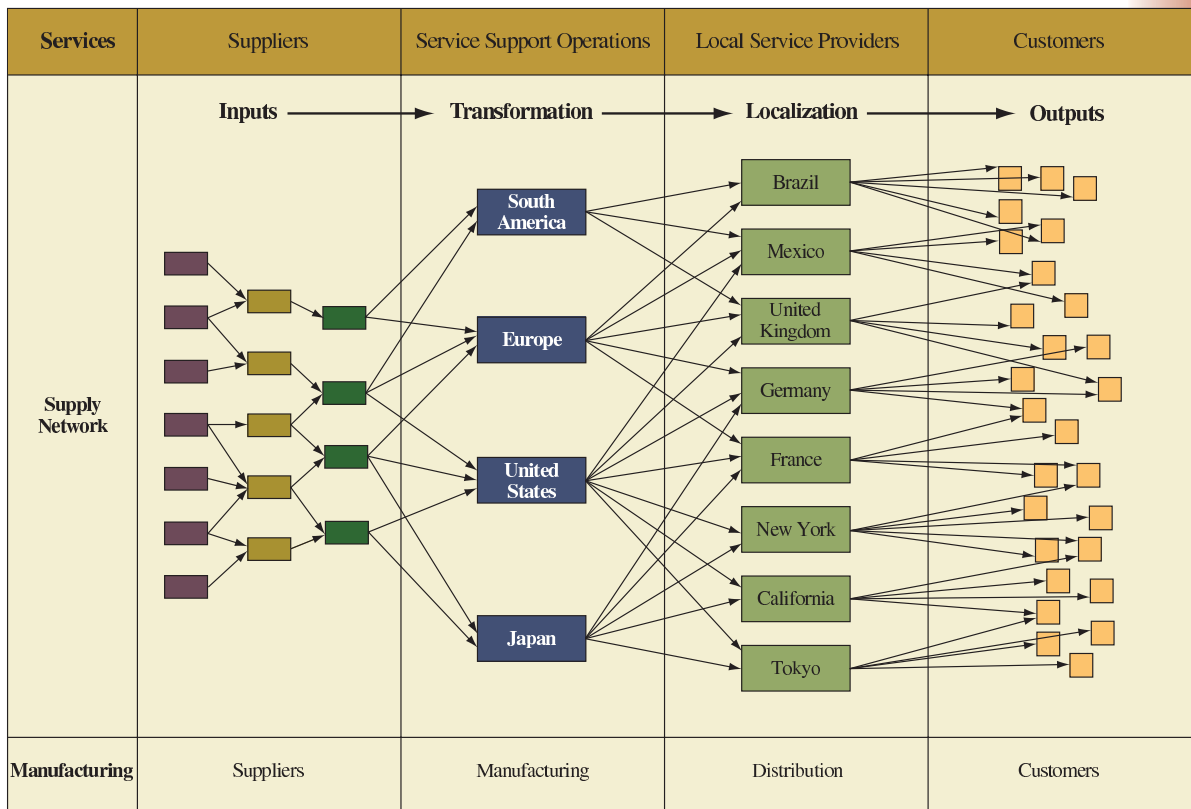 Services
Suppliers
Service Support Operations
Local Service Providers
Customers
Inputs
Transformation
Localization
Outputs
Supply
Network
South
America
Europe
United
States
Japan
Brazil
Mexico
United
Kingdom
Germany
France
New York
California
Tokyo
Manufacturing
Suppliers
Manufacturing
Distribution
Customers